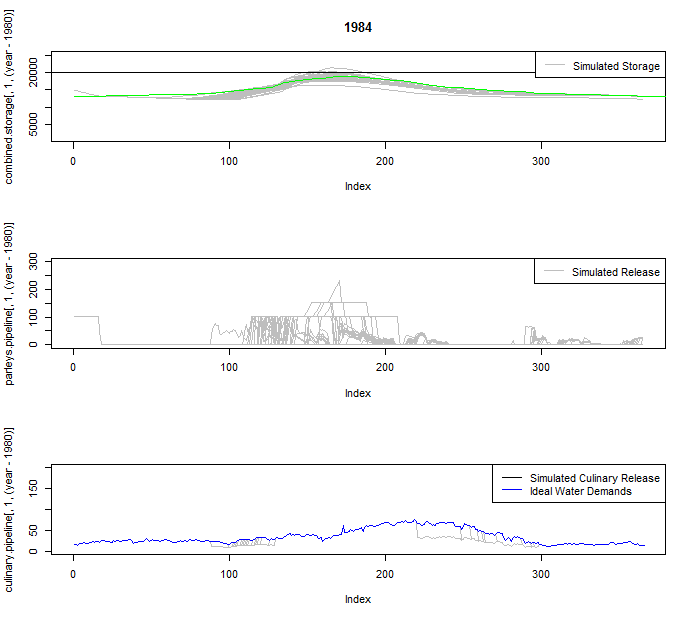 1984
combined.storage[, 1, (year - 1980)]
20000
5000
Simulated Storage
0 100 200 300
Index
parleys.pipeline[, 1, (year - 1980)]
300
200
100
0
Simulated Release
0 100 200 300
Index
culinary.pipeline[, 1, (year - 1980)]
150
50
0
Simulated Culinary Release
Ideal Water Demands
0 100 200 300
Index